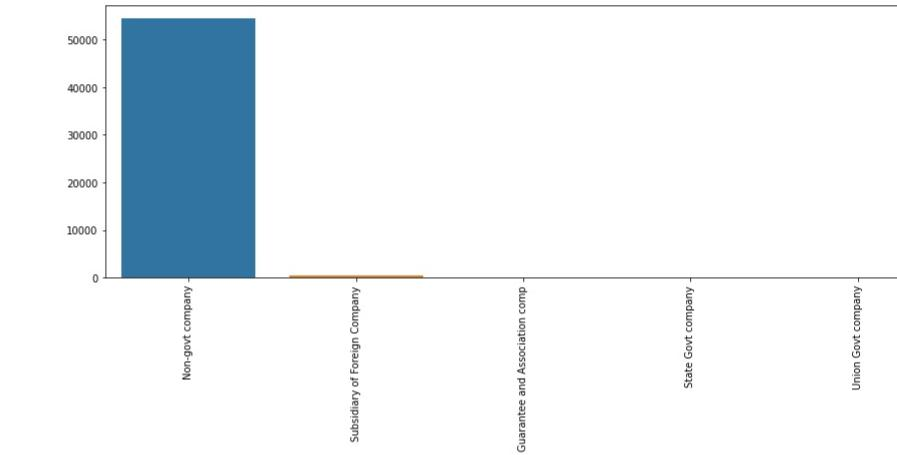 50000
40000
30000
20000
10000
0
Non-govt company
Subsidiary of Foreign Company
Guarantee and Association comp
State Govt company
Union Govt company